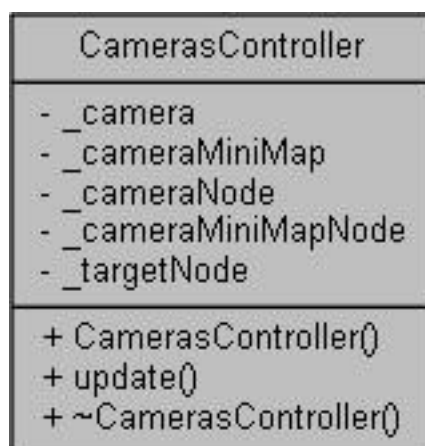 CamerasController
- _camera
- _cameraMiniMap
- _cameraNode
- _cameraMiniMapNode
- _targetNode
+ CamerasController()
+ update()
+ ~CamerasController()